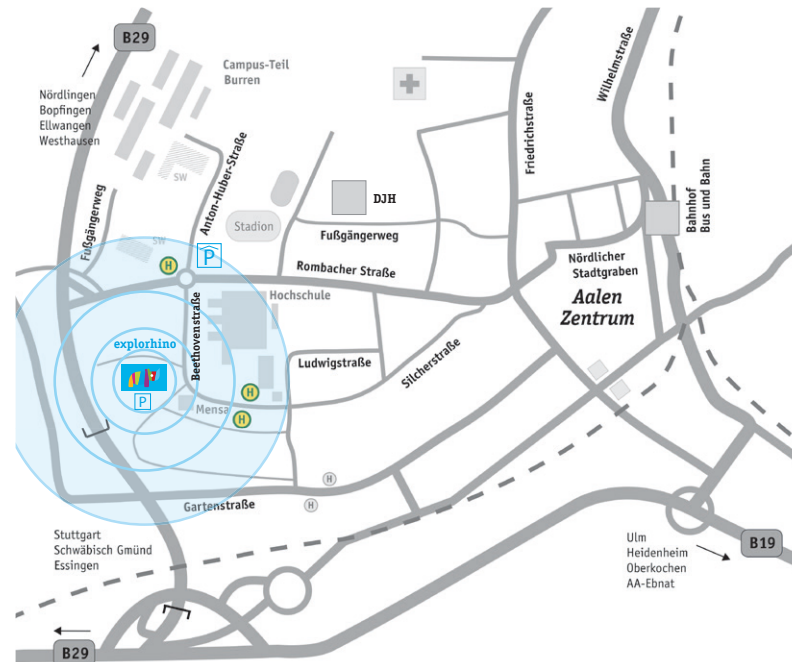 B29
Nördlingen
Bopfingen
Ellwangen
Westhausen
Campus-Teil
Burren
SW
Anton-Huber-Straße
Fußgängerweg
SW
H
P
Stadion
DJH
Fußgängerweg
Rombacher Straße
Friedrichstraße
Wilhelmstraße
Bahnhof
Bus und Bahn
Nördlicher
Stadtgraben
Aalen
Zentrum
Hochschule
Beethovenstraße
explorhino
P
Ludwigstraße
Silcherstraße
H
Mensa
H
H
Gartenstraße
H
Stuttgart
Schwäbisch Gmünd
Essingen
Ulm
Heidenheim
Oberkochen
AA-Ebnat
B19
B29